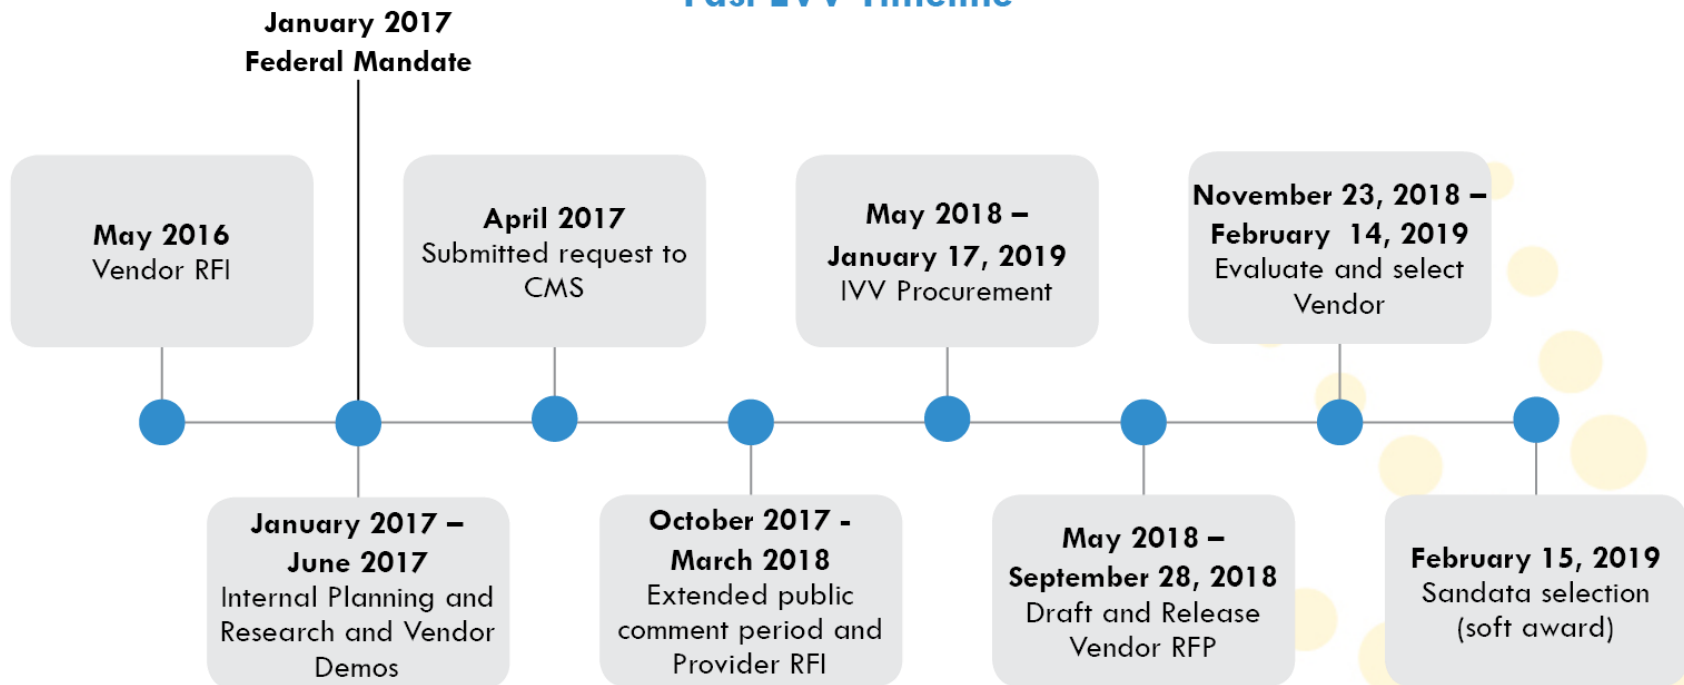 Past EVV Timeline
January 2017
Federal Mandate
May 2016
Vendor RFI
January 2017 –
June 2017
Internal Planning and
Research and Vendor
Demos
April 2017
Submitted request to
CMS
October 2017 -
March 2018
Extended public
comment period and
Provider RFI
May 2018 –
January 17, 2019
IVV Procurement
May 2018 –
September 28, 2018
Draft and Release
Vendor RFP
November 23, 2018 –
February 14, 2019
Evaluate and select
Vendor
February 15, 2019
Sandata selection
(soft award)